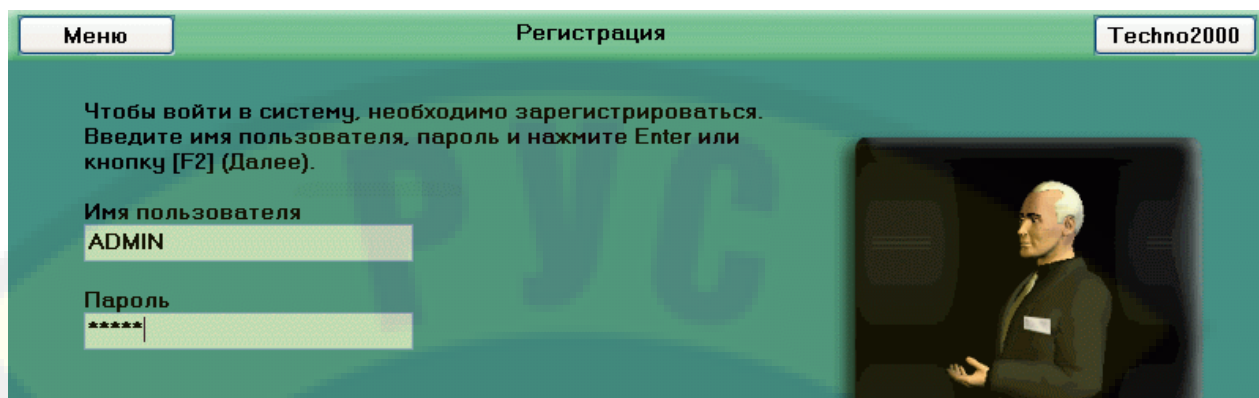 Меню
Регистрация
Techno2000
Чтобы войти в систему, необходимо зарегистрироваться.
Введите имя пользователя, пароль и нажмите Enter или
кнопку [F2] (Далее).
Имя пользователя
ADMIN
Пароль
*****
РУС